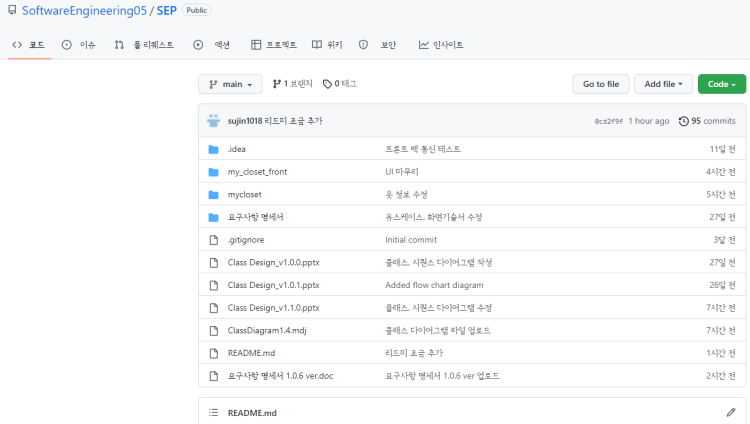 SoftwareEngineering05 / SEP Public
코드 이슈 풀 리퀘스트 액션 프로젝트 위키 보안 인사이트
main 1 브랜치 0 태그 Go to file Add file Code
sujin1018 리드미 조금 추가 0cd2f9f 1 hour ago 95 commits
.idea 프론트 백 통신 테스트 11일 전
my_closet_front UI 마무리 4시간 전
mycloset 옷 정보 수정 5시간 전
요구사항 명세서 유스케이스, 화면기술서 수정 27일 전
.gitignore Initial commit 3달 전
Class Design_v1.0.0.pptx 클래스, 시퀀스 다이어그램 작성 27일 전
Class Design_v1.0.1.pptx Added flow chart diagram 26일 전
Class Design_v1.1.0.pptx 클래스, 시퀀스 다이어그램 수정 7시간 전
ClassDiagram1.4.mdj 클래스 다이어그램 파일 업로드 7시간 전
README.md 리드미 조금 추가 1시간 전
요구사항 명세서 1.0.6 ver.doc 요구사항 명세서 1.0.6 ver 업로드 2시간 전
README.md